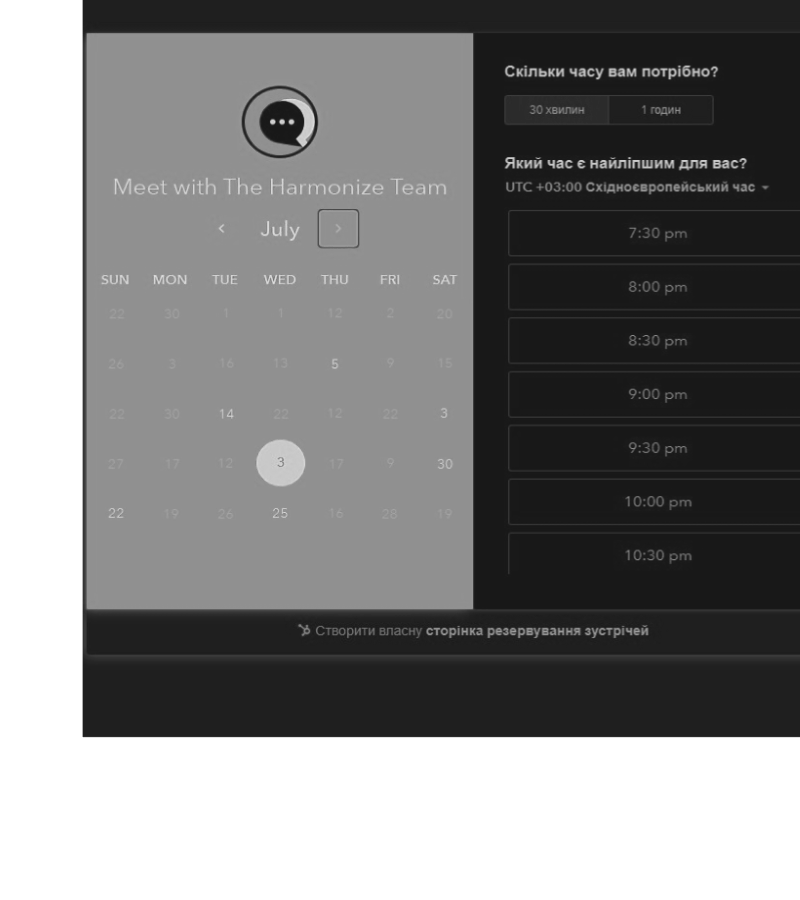 Meet with The Harmonize Team
July
SUN MON TUE WED THU FRI SAT
22 30 1 1 12 2 20
26 3 16 13 5 9 15
22 30 14 22 12 22 3
27 17 12 3 17 9 30
22 19 26 25 16 28 19
Скільки часу вам потрібно?
30 хвилин 1 годин
Який час є найліпшим для вас?
UTC +03:00 Східноєвропейський час
7:30 pm
8:00 pm
8:30 pm
9:00 pm
9:30 pm
10:00 pm
10:30 pm
Створити власну сторінка резервування зустрічей